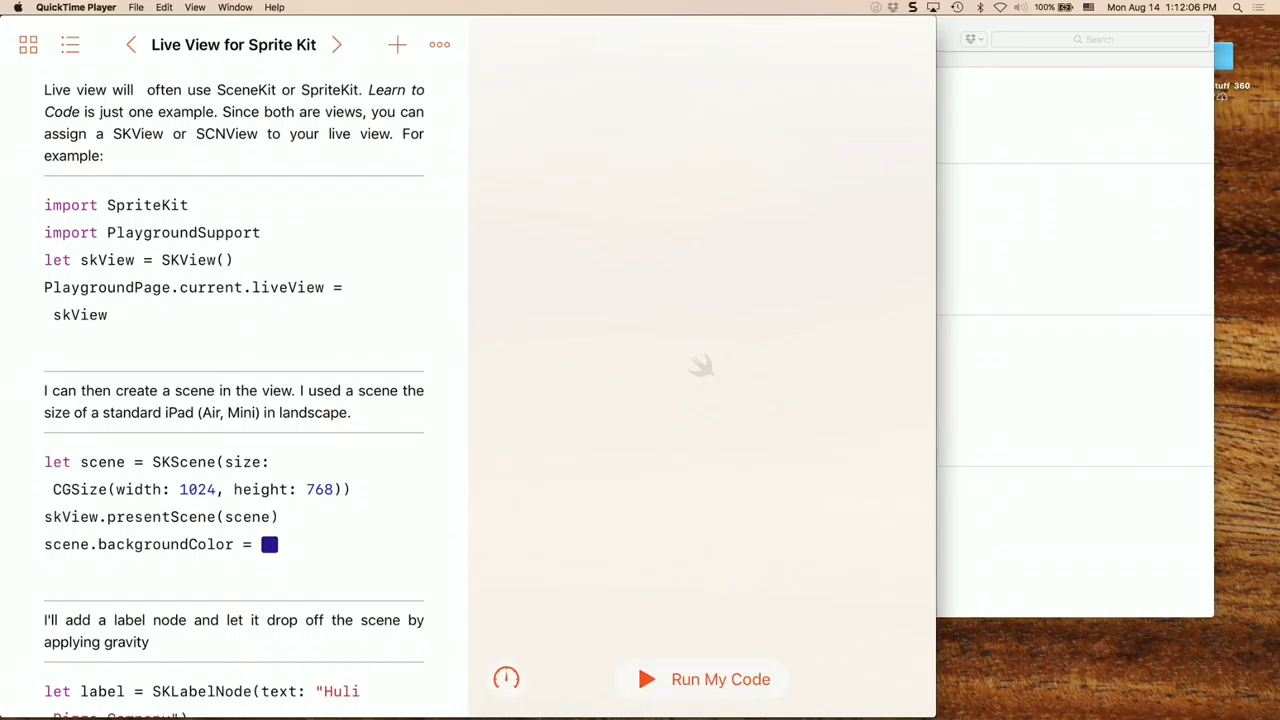 QuickTime Player File Edit View Window Help 100% Mon Aug 14 1:12:06 PM
Live View for Sprite Kit
Search
Live view will often use SceneKit or SpriteKit. Learn to
Code is just one example. Since both are views, you can
assign a SKView or SCNView to your live view. For
example:
import SpriteKit
import PlaygroundSupport
let skView = SKView()
PlaygroundPage.current.liveView =
skView
I can then create a scene in the view. I used a scene the
size of a standard iPad (Air, Mini) in landscape.
let scene = SKScene(size:
CGSize(width: 1024, height: 768))
skView.presentScene(scene)
scene.backgroundColor =
I'll add a label node and let it drop off the scene by
applying gravity
let label = SKLabelNode(text: "Huli
Pizza Company")
Run My Code
tuff 360